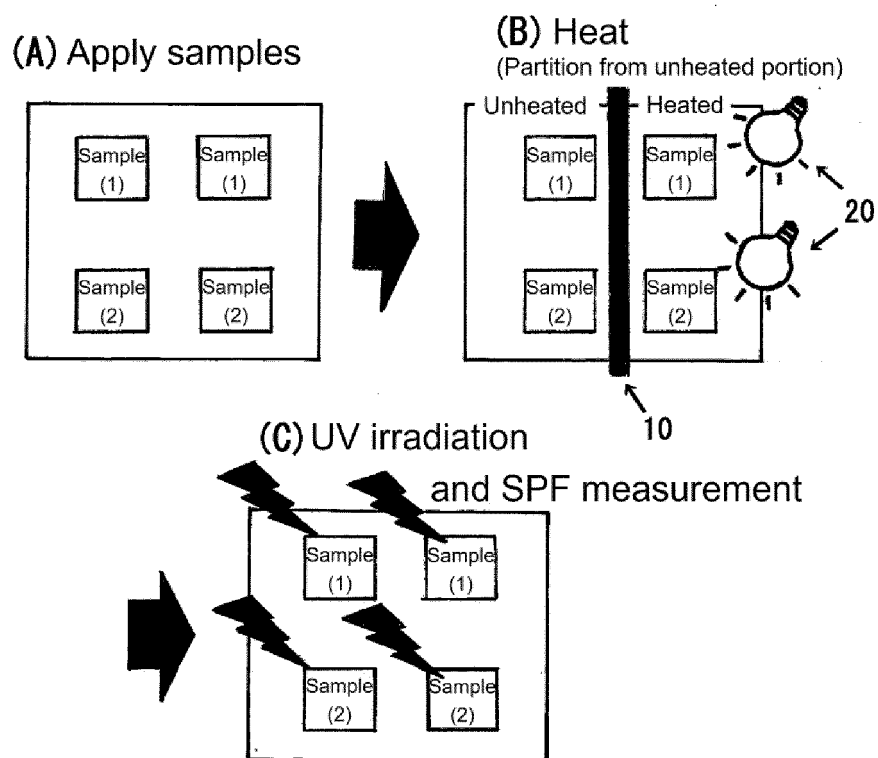 (A) Apply samples
Sample
(1)
Sample
(1)
Sample
(2)
Sample
(2)
(B) Heat
(Partition from unheated portion)
Unheated
Heated
Sample
(1)
Sample
(1)
20
Sample
(2)
Sample
(2)
10
(C) UV irradiation
and SPF measurement
Sample
(1)
Sample
(1)
Sample
(2)
Sample
(2)